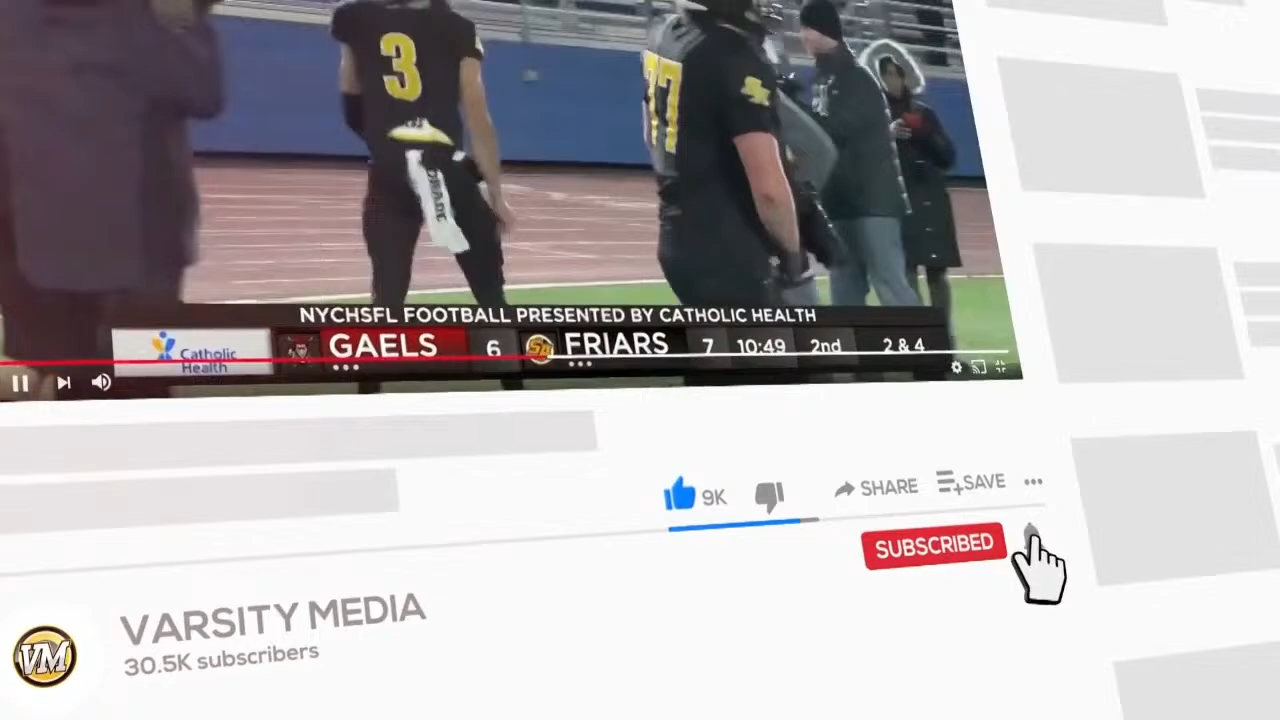 3
77
NYCHSFL FOOTBALL PRESENTED BY CATHOLIC HEALTH
Catholic Health
GAELS 6 FRIARS 7 10:49 2nd 2 & 4
9K SHARE SAVE
SUBSCRIBED
VARSITY MEDIA
30.5K subscribers
VM